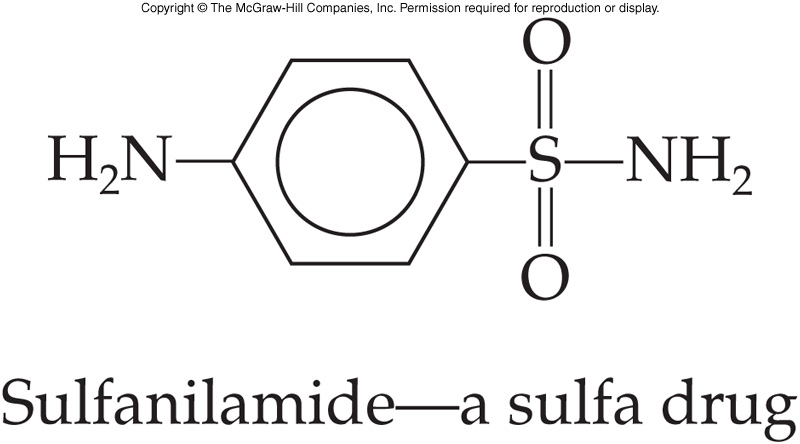 Copyright © The McGraw-Hill Companies, Inc. Permission required for reproduction or display.
O
H₂N S NH₂
O
Sulfanilamide—a sulfa drug